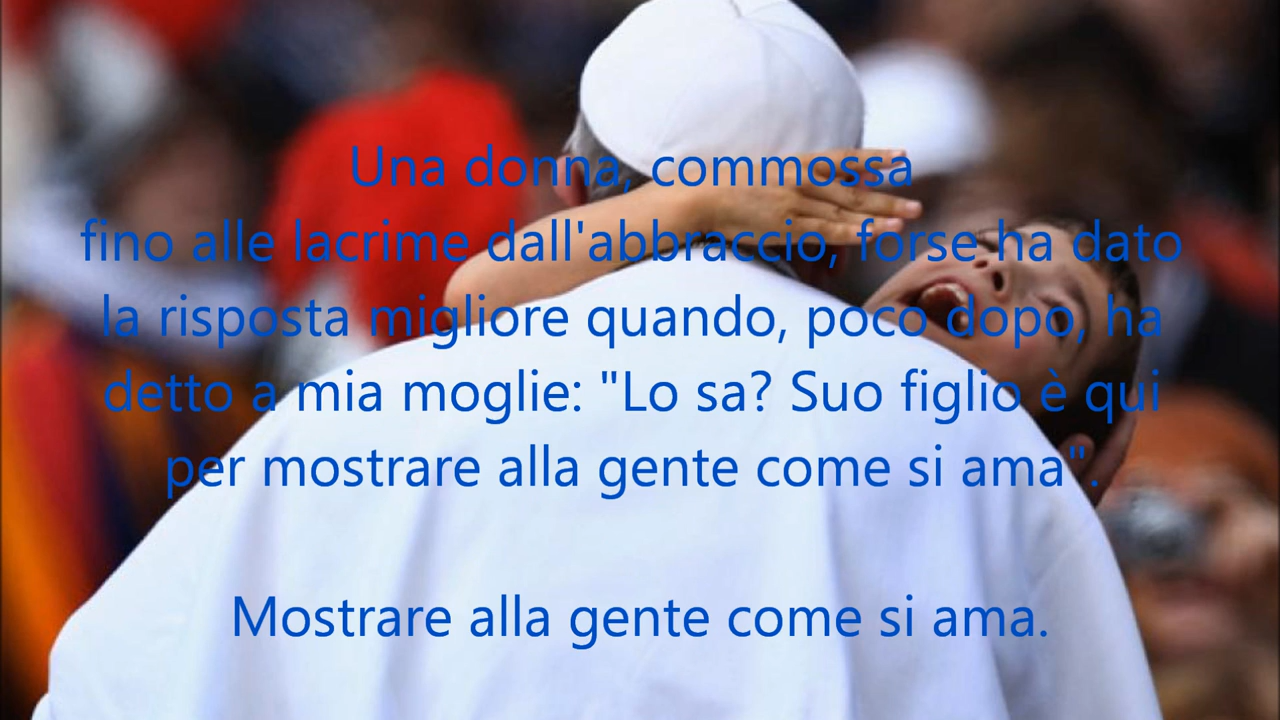 Una donna, commossa
fino alle lacrime dall'abbraccio, forse ha dato
la risposta migliore quando, poco dopo, ha
detto a mia moglie: "Lo sa? Suo figlio è qui
per mostrare alla gente come si ama".
Mostrare alla gente come si ama.